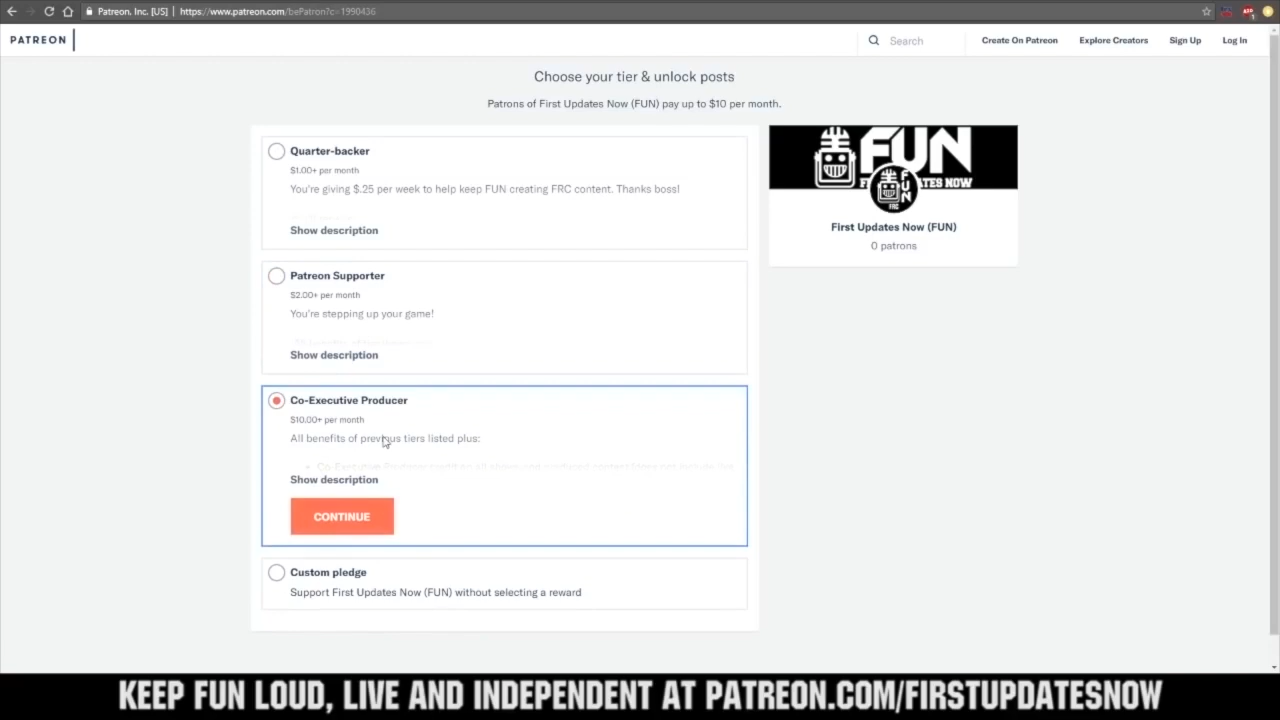 Patreon, Inc. [US] | https://www.patreon.com/bePatron?c=1990436
PATREON
Search
Create On Patreon
Explore Creators
Sign Up
Log In
Choose your tier & unlock posts
Patrons of First Updates Now (FUN) pay up to $10 per month.
Quarter-backer
$1.00+ per month
You're giving $.25 per week to help keep FUN creating FRC content. Thanks boss!
Show description
Patreon Supporter
$2.00+ per month
You're stepping up your game!
Show description
Co-Executive Producer
$10.00+ per month
All benefits of previous tiers listed plus:
Show description
CONTINUE
Custom pledge
Support First Updates Now (FUN) without selecting a reward
FUN
FUN
FRC
First Updates Now (FUN)
0 patrons
KEEP FUN LOUD, LIVE AND INDEPENDENT AT PATREON.COM/FIRSTUPDATESNOW